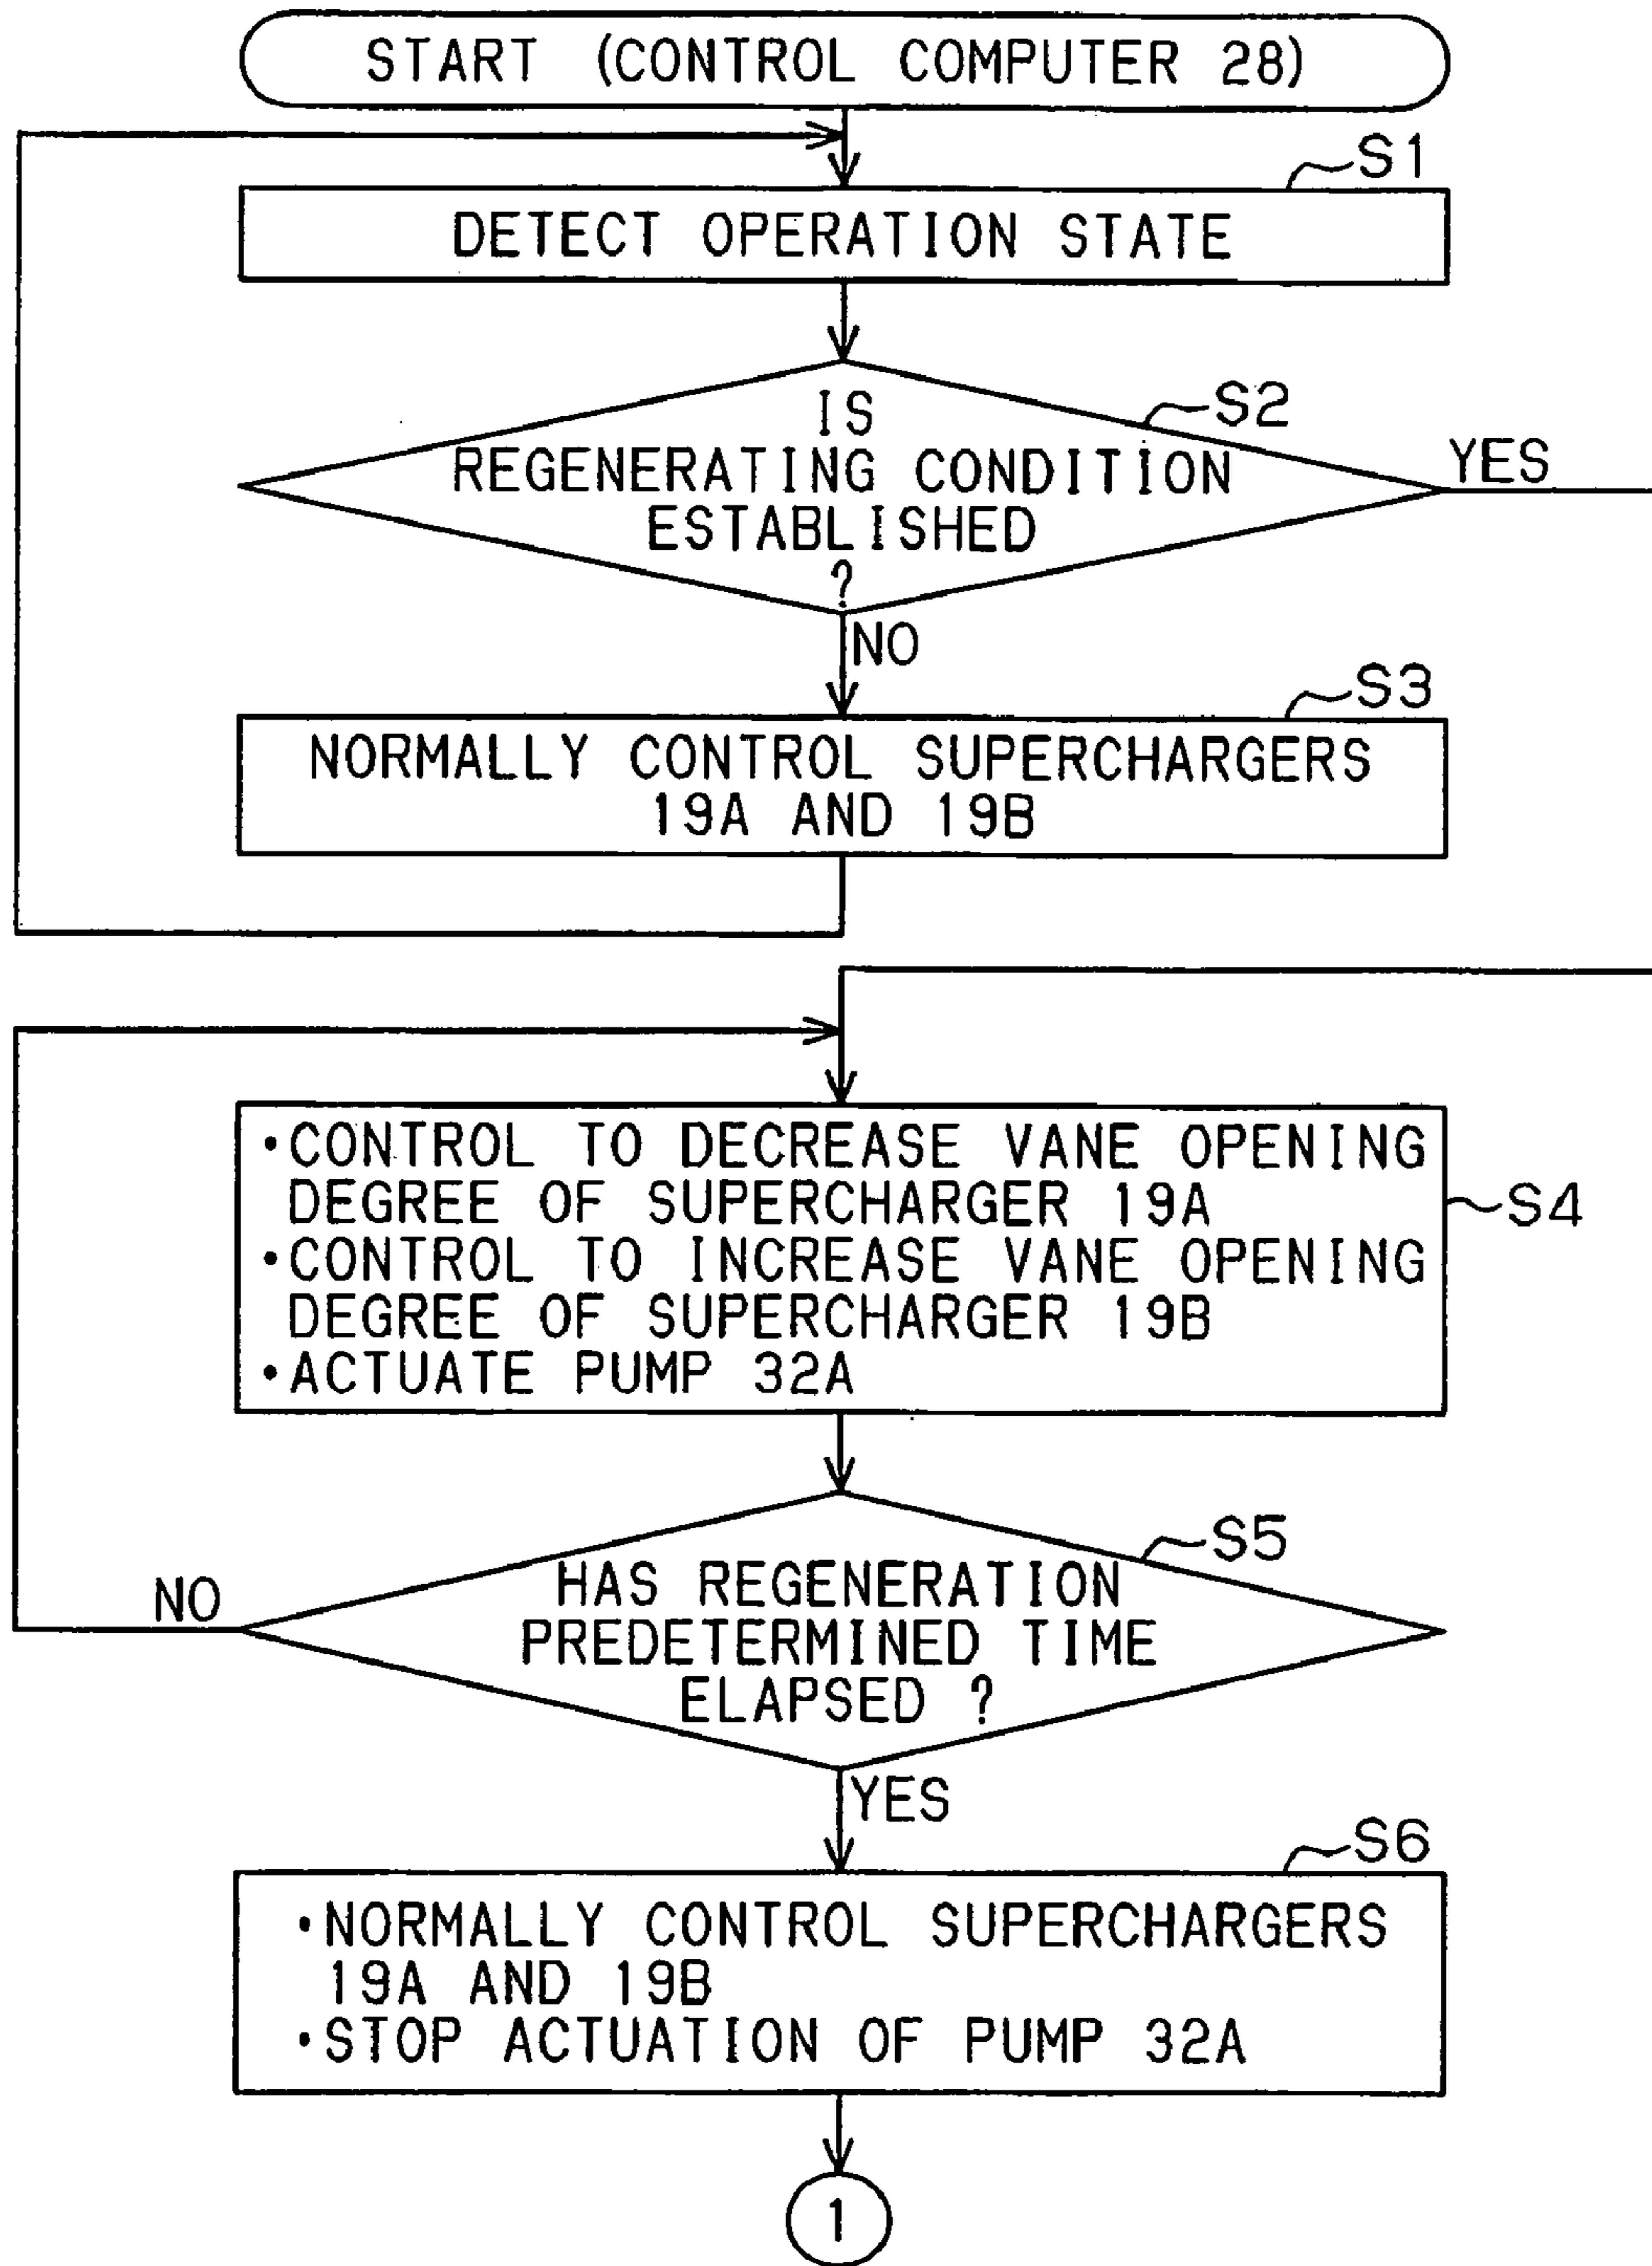 START (CONTROL COMPUTER 28)
S1
DETECT OPERATION STATE
S2
IS
REGENERATING CONDITION
ESTABLISHED
?
YES
NO
S3
NORMALLY CONTROL SUPERCHARGERS
19A AND 19B
•CONTROL TO DECREASE VANE OPENING
DEGREE OF SUPERCHARGER 19A
•CONTROL TO INCREASE VANE OPENING
DEGREE OF SUPERCHARGER 19B
•ACTUATE PUMP 32A
S4
S5
HAS REGENERATION
PREDETERMINED TIME
ELAPSED ?
NO
YES
S6
•NORMALLY CONTROL SUPERCHARGERS
19A AND 19B
•STOP ACTUATION OF PUMP 32A
1